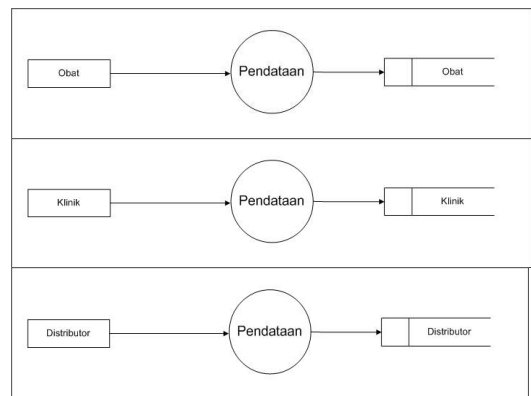 Obat
Pendataan
Obat
Klinik
Pendataan
Klinik
Distributor
Pendataan
Distributor